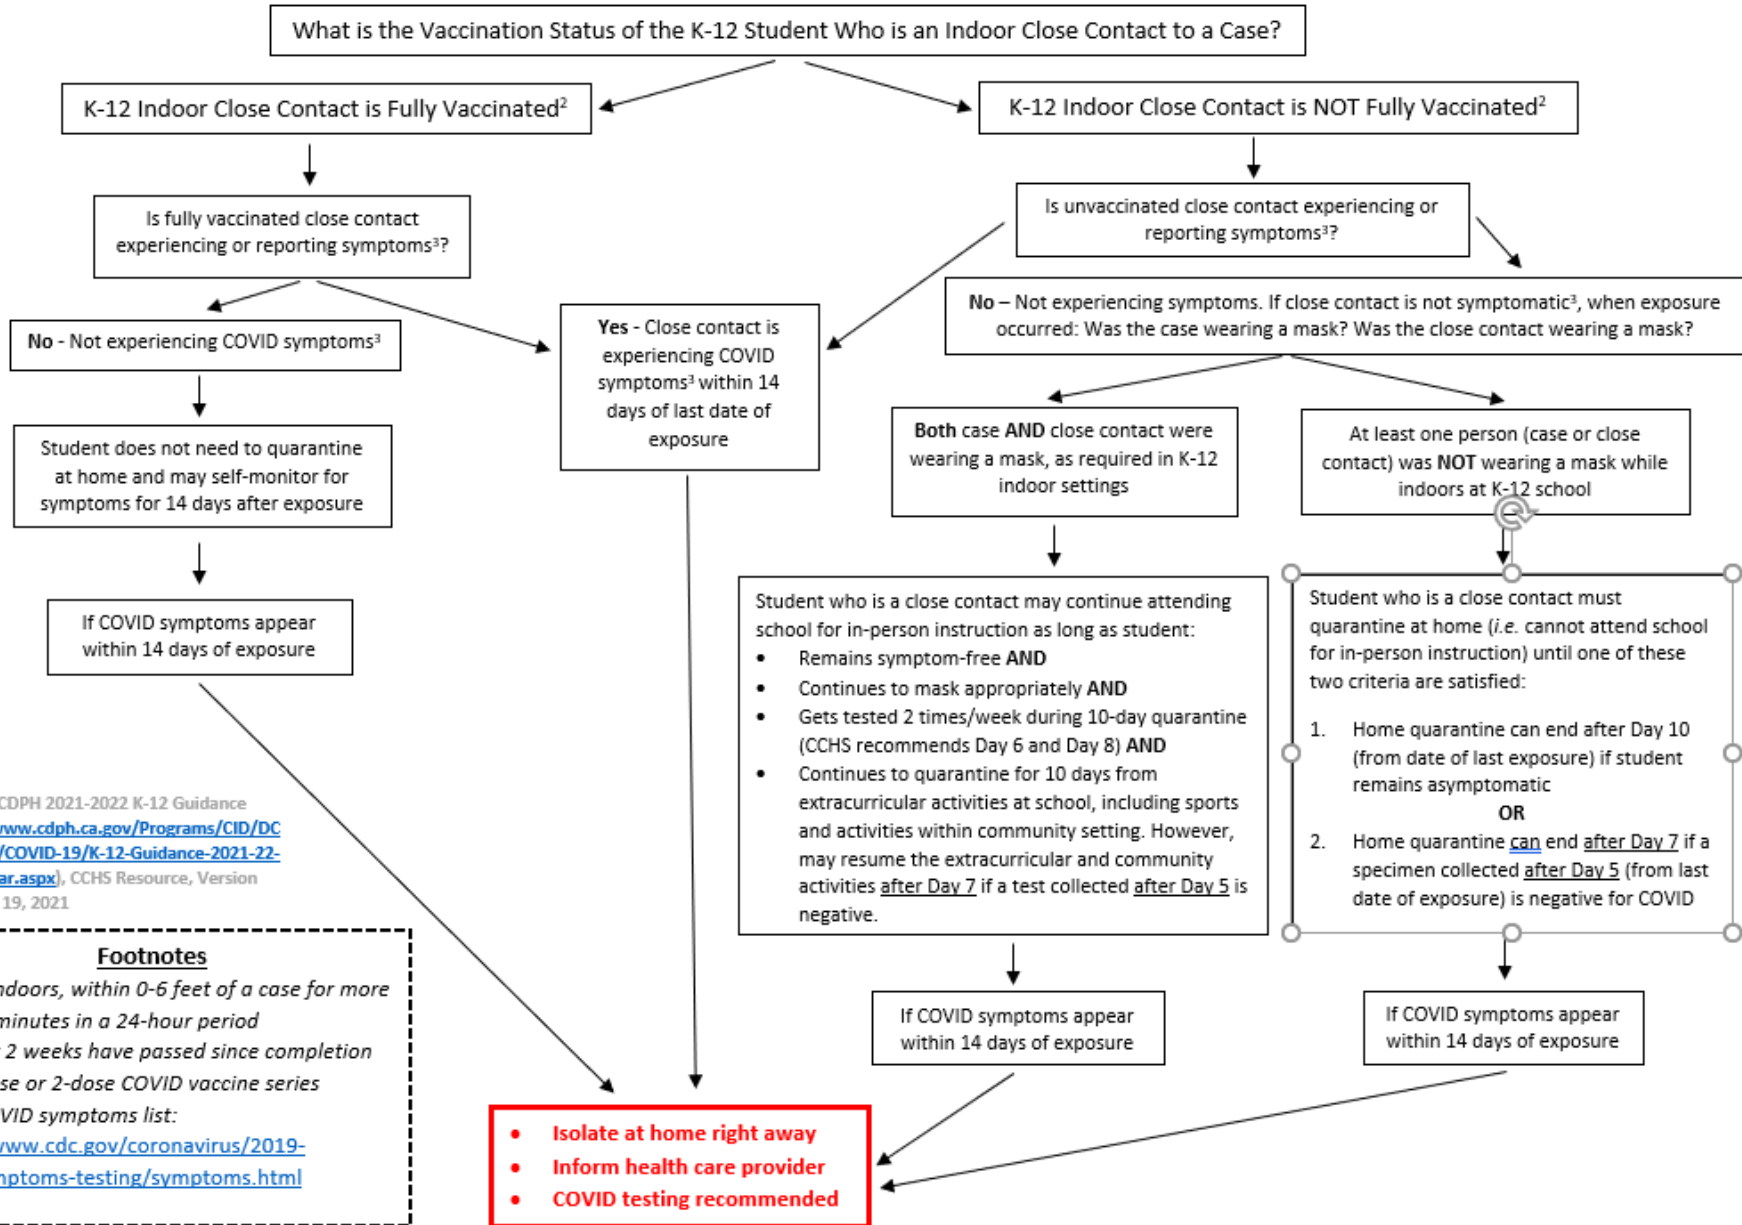 What is the Vaccination Status of the K-12 Student Who is an Indoor Close Contact to a Case?
K-12 Indoor Close Contact is Fully Vaccinated²
K-12 Indoor Close Contact is NOT Fully Vaccinated²
Is fully vaccinated close contact
experiencing or reporting symptoms³?
Is unvaccinated close contact experiencing or
reporting symptoms³?
No - Not experiencing COVID symptoms³
Yes - Close contact is
experiencing COVID
symptoms³ within 14
days of last date of
exposure
No – Not experiencing symptoms. If close contact is not symptomatic³, when exposure
occurred: Was the case wearing a mask? Was the close contact wearing a mask?
Student does not need to quarantine
at home and may self-monitor for
symptoms for 14 days after exposure
Both case AND close contact were
wearing a mask, as required in K-12
indoor settings
At least one person (case or close
contact) was NOT wearing a mask while
indoors at K-12 school
If COVID symptoms appear
within 14 days of exposure
Student who is a close contact may continue attending
school for in-person instruction as long as student:
• Remains symptom-free AND
• Continues to mask appropriately AND
• Gets tested 2 times/week during 10-day quarantine
(CCHS recommends Day 6 and Day 8) AND
• Continues to quarantine for 10 days from
extracurricular activities at school, including sports
and activities within community setting. However,
may resume the extracurricular and community
activities after Day 7 if a test collected after Day 5 is
negative.
Student who is a close contact must
quarantine at home (i.e. cannot attend school
for in-person instruction) until one of these
two criteria are satisfied:
1. Home quarantine can end after Day 10
(from date of last exposure) if student
remains asymptomatic
OR
2. Home quarantine can end after Day 7 if a
specimen collected after Day 5 (from last
date of exposure) is negative for COVID
CDPH 2021-2022 K-12 Guidance
www.cdph.ca.gov/Programs/CID/DC
/COVID-19/K-12-Guidance-2021-22-
ar.aspx), CCHS Resource, Version
19, 2021
Footnotes
ndoors, within 0-6 feet of a case for more
minutes in a 24-hour period
2 weeks have passed since completion
se or 2-dose COVID vaccine series
VID symptoms list:
www.cdc.gov/coronavirus/2019-
mptoms-testing/symptoms.html
If COVID symptoms appear
within 14 days of exposure
If COVID symptoms appear
within 14 days of exposure
• Isolate at home right away
• Inform health care provider
• COVID testing recommended